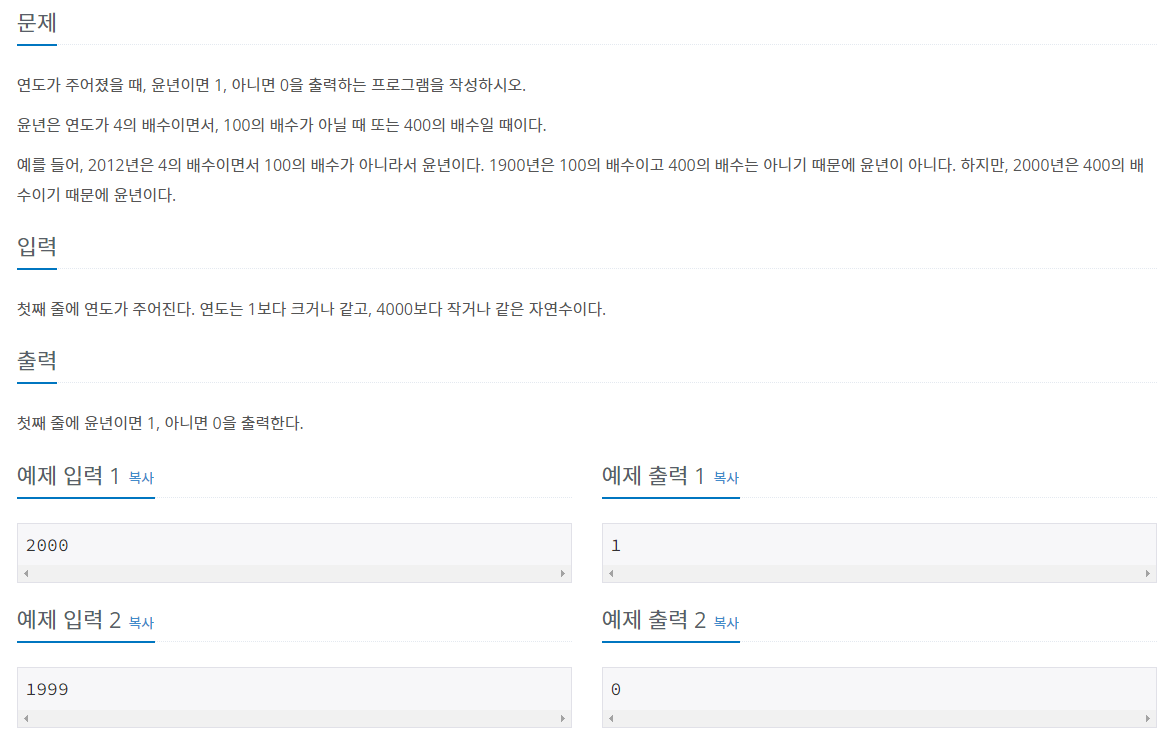 문제
연도가 주어졌을 때, 윤년이면 1, 아니면 0을 출력하는 프로그램을 작성하시오.
윤년은 연도가 4의 배수이면서, 100의 배수가 아닐 때 또는 400의 배수일 때이다.
예를 들어, 2012년은 4의 배수이면서 100의 배수가 아니라서 윤년이다. 1900년은 100의 배수이고 400의 배수는 아니기 때문에 윤년이 아니다. 하지만, 2000년은 400의 배
수이기 때문에 윤년이다.
입력
첫째 줄에 연도가 주어진다. 연도는 1보다 크거나 같고, 4000보다 작거나 같은 자연수이다.
출력
첫째 줄에 윤년이면 1, 아니면 0을 출력한다.
예제 입력 1 복사
2000
예제 출력 1 복사
1
예제 입력 2 복사
1999
예제 출력 2 복사
0